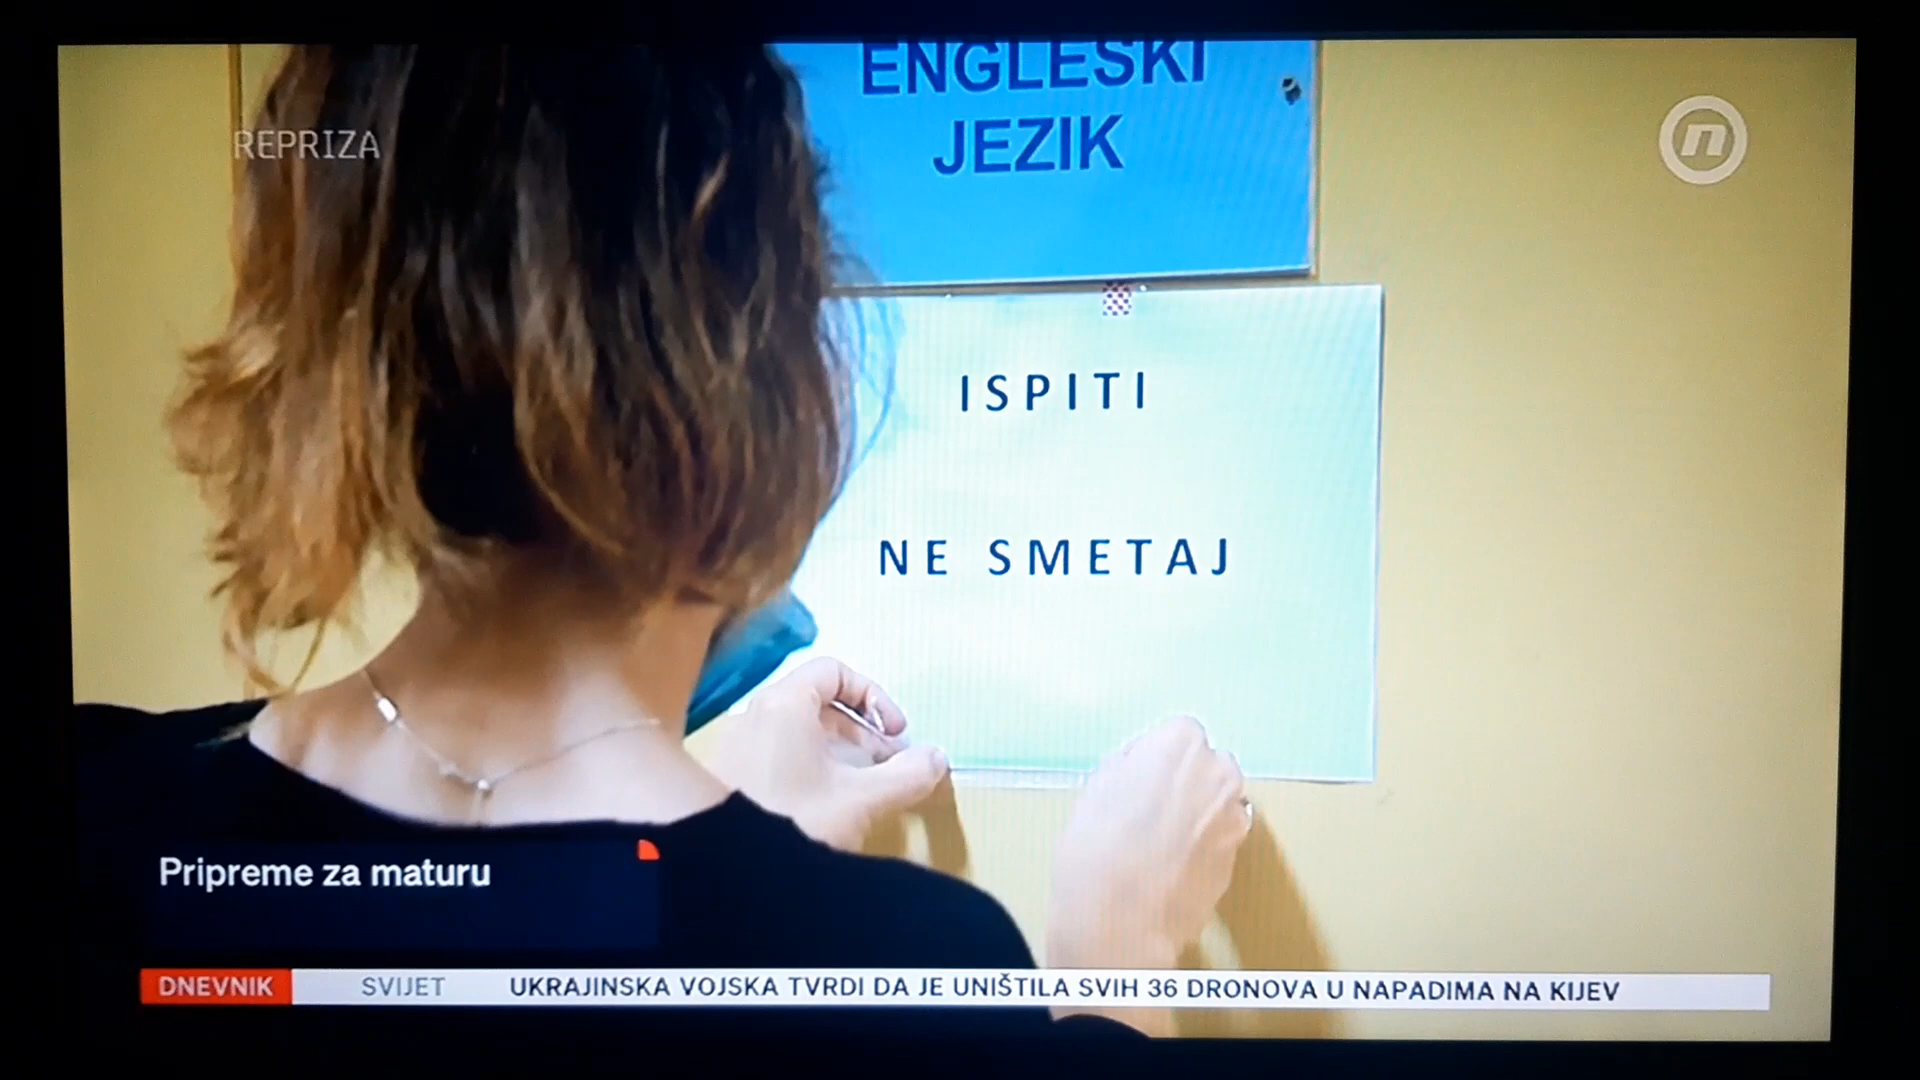 ENGLESKI
JEZIK
REPRIZA
n
ISPITI
NE SMETAJ
Pripreme za maturu
DNEVNIK SVIJET UKRAJINSKA VOJSKA TVRDI DA JE UNIŠTILA SVIH 36 DRONOVA U NAPADIMA NA KIJEV